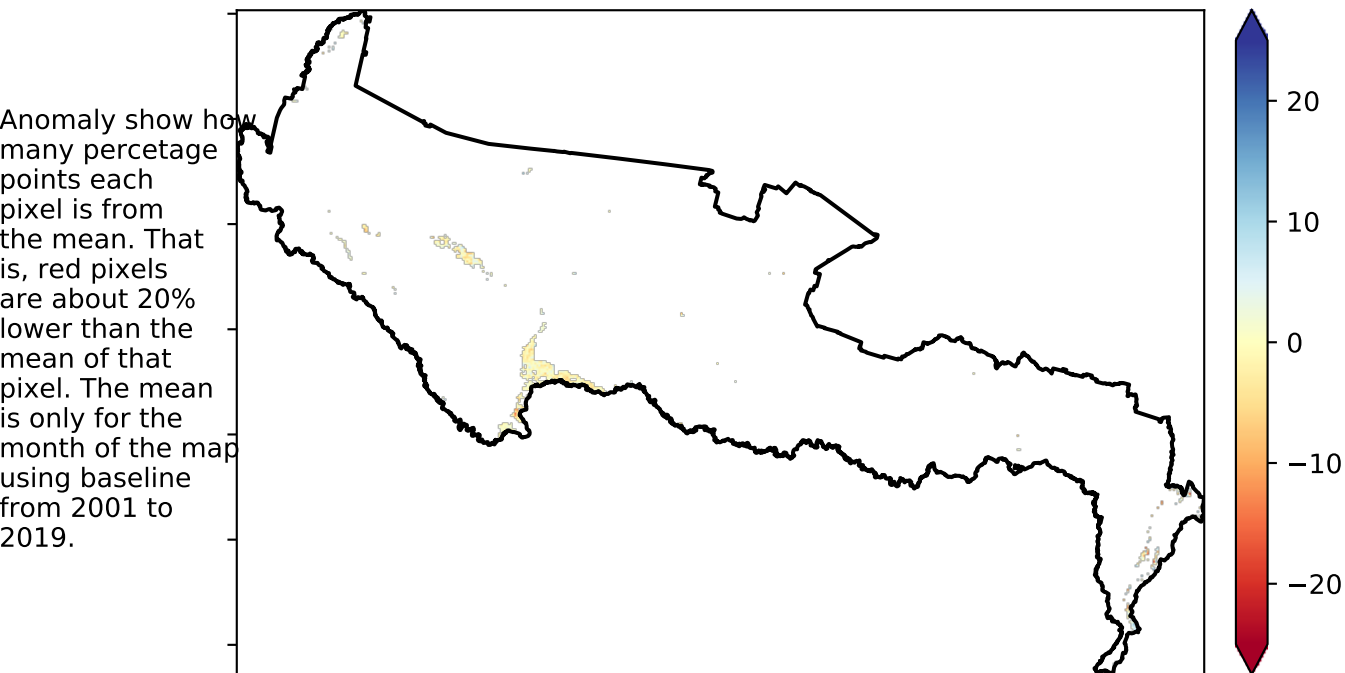 Anomaly show how
many percetage
points each
pixel is from
the mean. That
is, red pixels
are about 20%
lower than the
mean of that
pixel. The mean
is only for the
month of the map
using baseline
from 2001 to
2019.
20
10
0
−10
−20